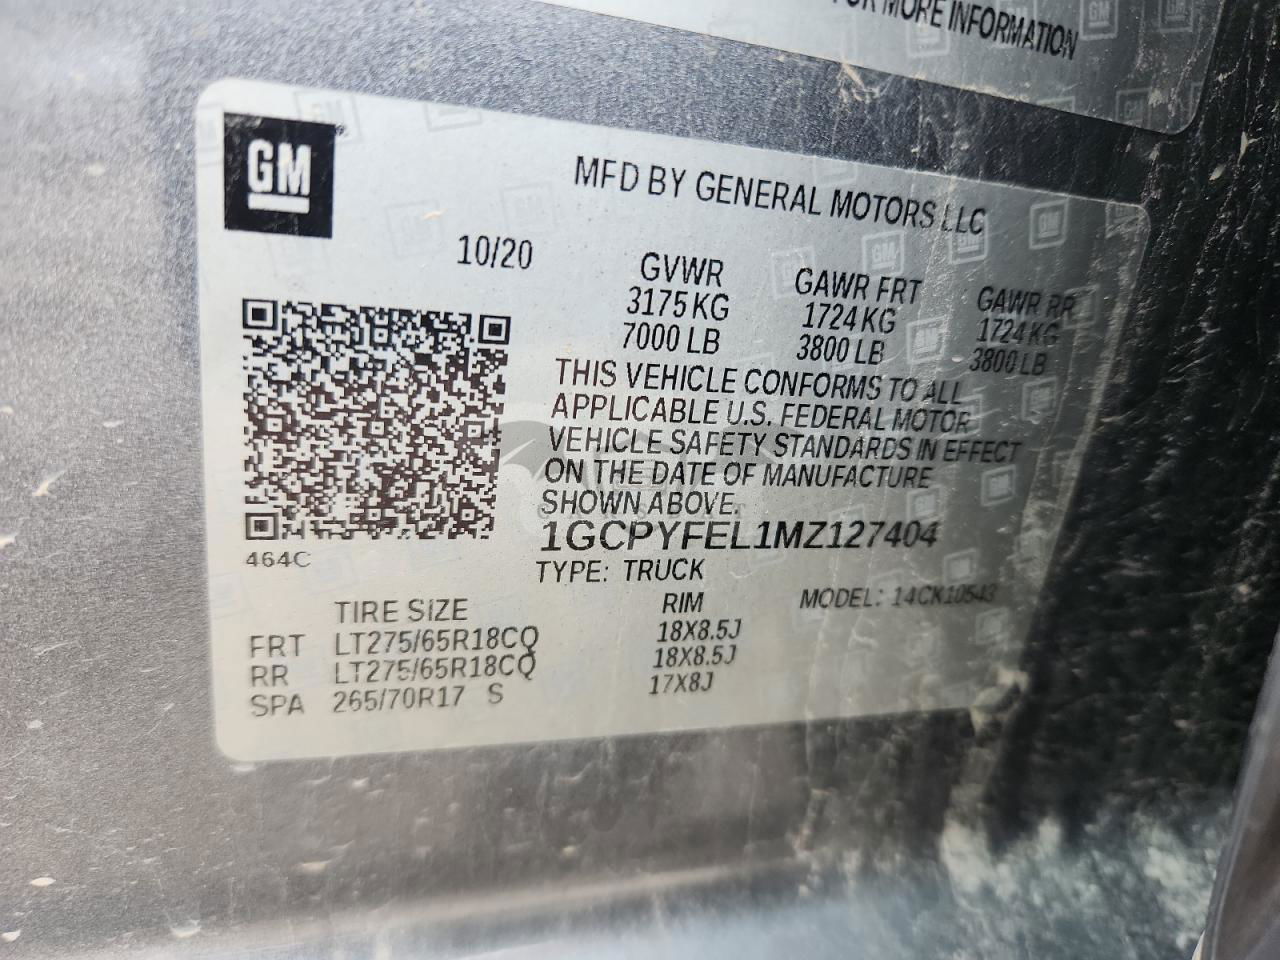 FOR MORE INFORMATION
GM
MFD BY GENERAL MOTORS LLC
10/20
GVWR GAWR FRT GAWR RR
3175 KG 1724 KG 1724 KG
7000 LB 3800 LB 3800 LB
THIS VEHICLE CONFORMS TO ALL
APPLICABLE U.S. FEDERAL MOTOR
VEHICLE SAFETY STANDARDS IN EFFECT
ON THE DATE OF MANUFACTURE
SHOWN ABOVE.
1GCPYFEL1MZ127404
464C
TYPE: TRUCK
MODEL: 14CK10543
TIRE SIZE RIM
FRT LT275/65R18CQ 18X8.5J
RR LT275/65R18CQ 18X8.5J
SPA 265/70R17 S 17X8J